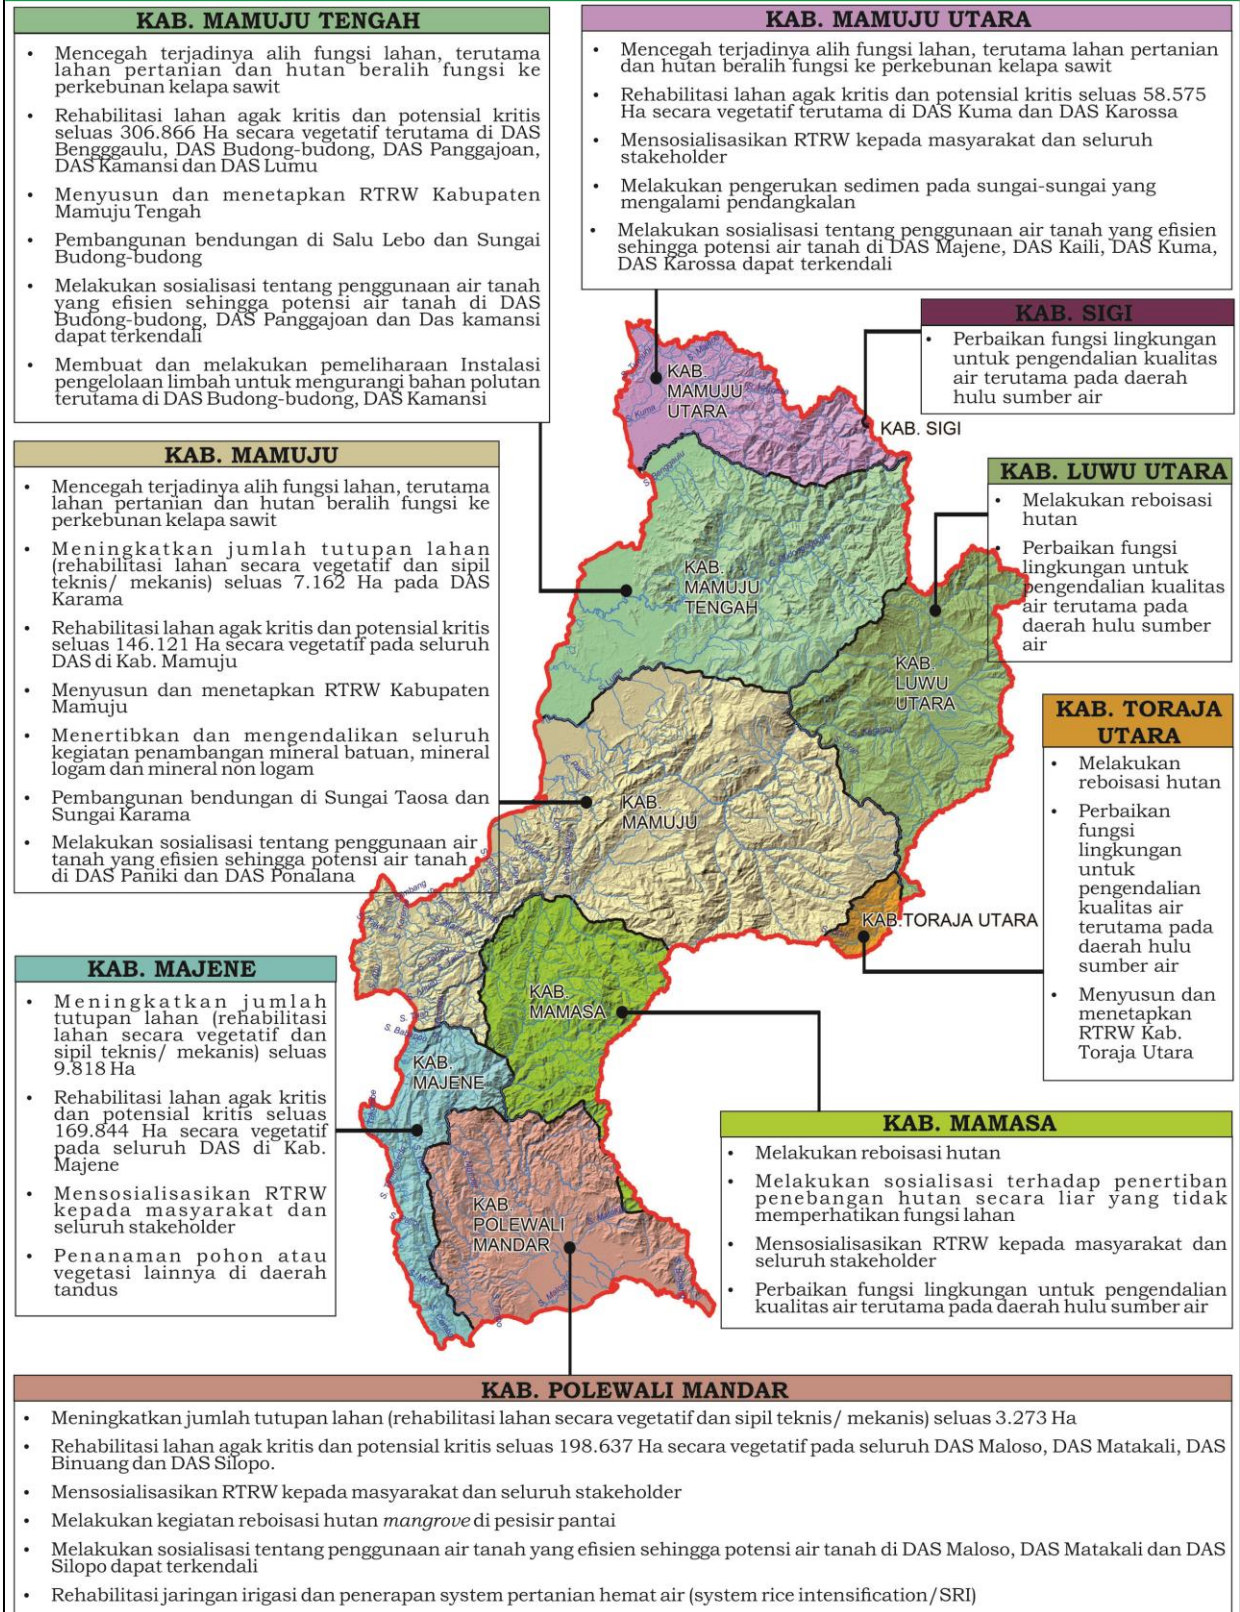 KAB. MAMUJU TENGAH
• Mencegah terjadinya alih fungsi lahan, terutama
lahan pertanian dan hutan beralih fungsi ke
perkebunan kelapa sawit
• Rehabilitasi lahan agak kritis dan potensial kritis
seluas 306.866 Ha secara vegetatif terutama di DAS
Bengggaulu, DAS Budong-budong, DAS Panggajoan,
DAS Kamansi dan DAS Lumu
• Menyusun dan menetapkan RTRW Kabupaten
Mamuju Tengah
• Pembangunan bendungan di Salu Lebo dan Sungai
Budong-budong
• Melakukan sosialisasi tentang penggunaan air tanah
yang efisien sehingga potensi air tanah di DAS
Budong-budong, DAS Panggajoan dan Das kamansi
dapat terkendali
• Membuat dan melakukan pemeliharaan Instalasi
pengelolaan limbah untuk mengurangi bahan polutan
terutama di DAS Budong-budong, DAS Kamansi
KAB. MAMUJU UTARA
• Mencegah terjadinya alih fungsi lahan, terutama lahan pertanian
dan hutan beralih fungsi ke perkebunan kelapa sawit
• Rehabilitasi lahan agak kritis dan potensial kritis seluas 58.575
Ha secara vegetatif terutama di DAS Kuma dan DAS Karossa
• Mensosialisasikan RTRW kepada masyarakat dan seluruh
stakeholder
• Melakukan pengerukan sedimen pada sungai-sungai yang
mengalami pendangkalan
• Melakukan sosialisasi tentang penggunaan air tanah yang efisien
sehingga potensi air tanah di DAS Majene, DAS Kaili, DAS Kuma,
DAS Karossa dapat terkendali
KAB. SIGI
• Perbaikan fungsi lingkungan
untuk pengendalian kualitas
air terutama pada daerah
hulu sumber air
KAB. MAMUJU
• Mencegah terjadinya alih fungsi lahan, terutama
lahan pertanian dan hutan beralih fungsi ke
perkebunan kelapa sawit
• Meningkatkan jumlah tutupan lahan
(rehabilitasi lahan secara vegetatif dan sipil
teknis/ mekanis) seluas 7.162 Ha pada DAS
Karama
• Rehabilitasi lahan agak kritis dan potensial kritis
seluas 146.121 Ha secara vegetatif pada seluruh
DAS di Kab. Mamuju
• Menyusun dan menetapkan RTRW Kabupaten
Mamuju
• Menertibkan dan mengendalikan seluruh
kegiatan penambangan mineral batuan, mineral
logam dan mineral non logam
• Pembangunan bendungan di Sungai Taosa dan
Sungai Karama
• Melakukan sosialisasi tentang penggunaan air
tanah yang efisien sehingga potensi air tanah
di DAS Paniki dan DAS Ponalana
KAB. LUWU UTARA
• Melakukan reboisasi
hutan
• Perbaikan fungsi
lingkungan untuk
pengendalian kualitas
air terutama pada
daerah hulu sumber
air
KAB. TORAJA
UTARA
• Melakukan
reboisasi hutan
• Perbaikan
fungsi
lingkungan
untuk
pengendalian
kualitas air
terutama pada
daerah hulu
sumber air
• Menyusun dan
menetapkan
RTRW Kab.
Toraja Utara
KAB. MAJENE
• Meningkatkan jumlah
tutupan lahan (rehabilitasi
lahan secara vegetatif dan
sipil teknis/ mekanis) seluas
9.818 Ha
• Rehabilitasi lahan agak kritis
dan potensial kritis seluas
169.844 Ha secara vegetatif
pada seluruh DAS di Kab.
Majene
• Mensosialisasikan RTRW
kepada masyarakat dan
seluruh stakeholder
• Penanaman pohon atau
vegetasi lainnya di daerah
tandus
KAB. MAMASA
• Melakukan reboisasi hutan
• Melakukan sosialisasi terhadap penertiban
penebangan hutan secara liar yang tidak
memperhatikan fungsi lahan
• Mensosialisasikan RTRW kepada masyarakat dan
seluruh stakeholder
• Perbaikan fungsi lingkungan untuk pengendalian
kualitas air terutama pada daerah hulu sumber air
KAB.
MAMUJU
UTARA
S. Kuma
KAB. SIGI
S. Benggaulu
KAB.
MAMUJU
TENGAH
S. Lumu
KAB.
LUWU
UTARA
KAB.
MAMUJU
KAB.TORAJA UTARA
KAB.
MAMASA
KAB.
MAJENE
KAB
POLEWALI
MANDAR
KAB. POLEWALI MANDAR
• Meningkatkan jumlah tutupan lahan (rehabilitasi lahan secara vegetatif dan sipil teknis/ mekanis) seluas 3.273 Ha
• Rehabilitasi lahan agak kritis dan potensial kritis seluas 198.637 Ha secara vegetatif pada seluruh DAS Maloso, DAS Matakali, DAS
Binuang dan DAS Silopo.
• Mensosialisasikan RTRW kepada masyarakat dan seluruh stakeholder
• Melakukan kegiatan reboisasi hutan mangrove di pesisir pantai
• Melakukan sosialisasi tentang penggunaan air tanah yang efisien sehingga potensi air tanah di DAS Maloso, DAS Matakali dan DAS
Silopo dapat terkendali
• Rehabilitasi jaringan irigasi dan penerapan system pertanian hemat air (system rice intensification/SRI)